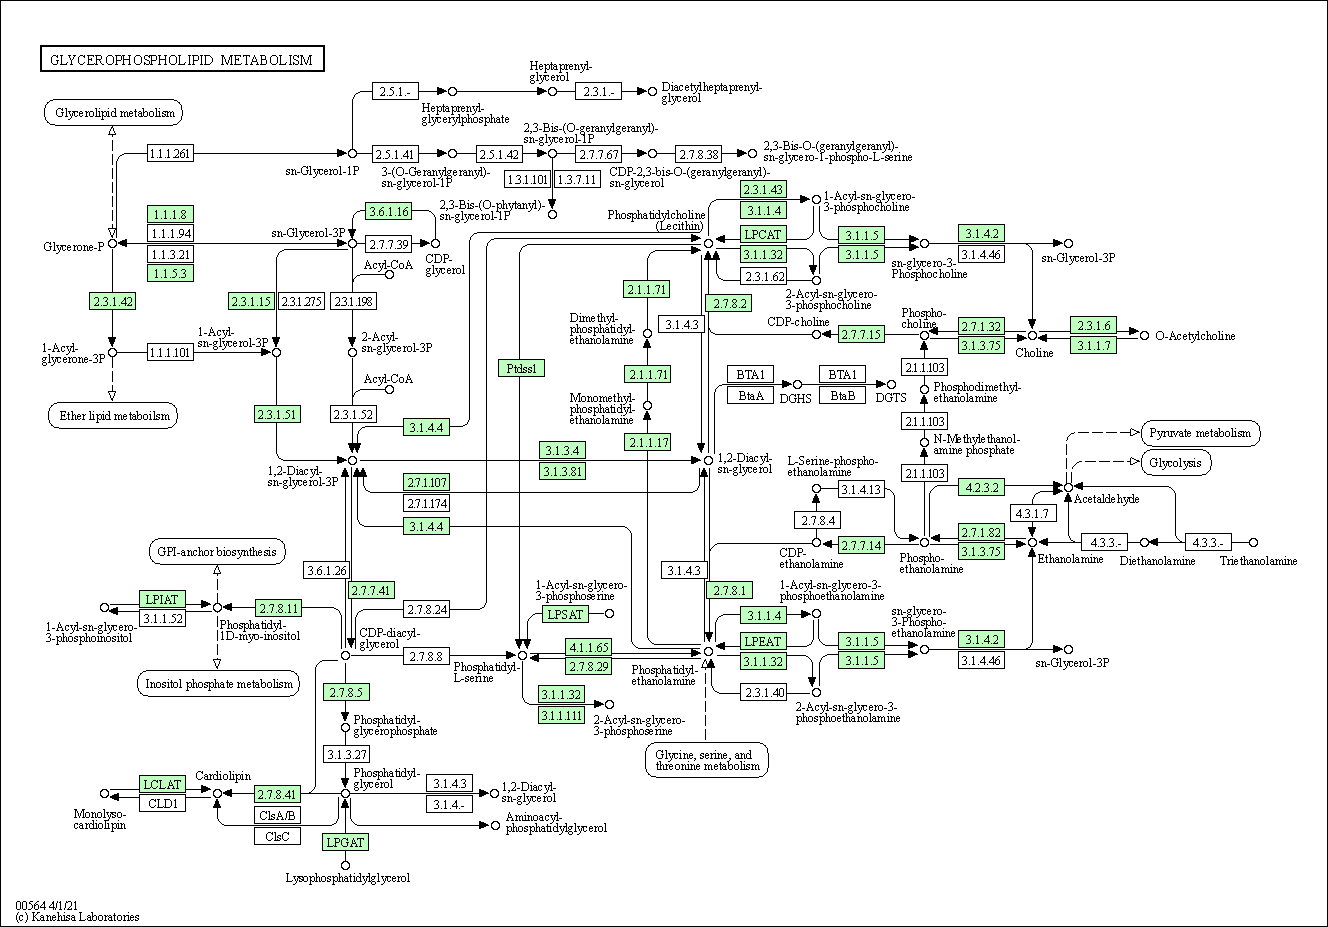 GLYCEROPHOSPHOLIPID METABOLISM
Heptaprenyl-
glycerol
2.5.1.-
2.3.1.-
Diacetylheptaprenyl-
glycerol
Heptaprenyl-
glycerylphosphate
Glycerolipid metabolism
2,3-Bis-(O-geranylgeranyl)-
sn-glycerol-1P
1.1.1.261
2.5.1.41
2.5.1.42
2.7.7.67
2.7.8.38
2,3-Bis-O-(geranylgeranyl)-
sn-glycero-1-phospho-L-serine
sn-Glycerol-1P
3-(O-Geranylgeranyl)-
sn-glycerol-1P
1.3.1.101
1.3.7.11
CDP-2,3-bis-O-(geranylgeranyl)-
sn-glycerol
2,3-Bis-(O-phytanyl)-
sn-glycerol-1P
Phosphatidylcholine
(Lecithin)
2.3.1.43
3.1.1.4
1-Acyl-sn-glycero-
3-phosphocholine
1.1.1.8
1.1.1.94
1.1.3.21
1.1.5.3
Glycerone-P
sn-Glycerol-3P
3.6.1.16
2.7.7.39
CDP-
glycerol
LPCAT
3.1.1.32
2.3.1.62
3.1.1.5
3.1.1.5
3.1.4.2
3.1.4.46
sn-Glycerol-3P
sn-glycero-3-
Phosphocholine
2-Acyl-sn-glycero-
3-phosphocholine
Acyl-CoA
2.3.1.42
2.3.1.15
2.3.1.275
2.3.1.198
2.1.1.71
2.7.8.2
3.1.4.3
Dimethyl-
phosphatidyl-
ethanolamine
CDP-choline
2.7.7.15
Phospho-
choline
2.7.1.32
3.1.3.75
Choline
2.3.1.6
3.1.1.7
O-Acetylcholine
1-Acyl-
glycerone-3P
1.1.1.101
1-Acyl-
sn-glycerol-3P
2-Acyl-
sn-glycerol-3P
Acyl-CoA
Ptdss1
2.1.1.71
BTA1
BtaA
DGHS
BTA1
BtaB
DGTS
2.1.1.103
Phosphodimethyl-
ethanolamine
Ether lipid metaboilsm
2.3.1.51
2.3.1.52
3.1.4.4
Monomethyl-
phosphatidyl-
ethanolamine
2.1.1.17
2.1.1.103
N-Methylethanol-
amine phosphate
Pyruvate metabolism
Glycolysis
1,2-Diacyl-
sn-glycerol-3P
3.1.3.4
3.1.3.81
1,2-Diacyl-
sn-glycerol
L-Serine-phospho-
ethanolamine
2.1.1.103
2.7.1.107
2.7.1.174
3.1.4.4
3.1.4.13
4.2.3.2
Acetaldehyde
2.7.8.4
4.3.1.7
2.7.1.82
3.1.3.75
4.3.3.-
4.3.3.-
CDP-
ethanolamine
2.7.7.14
Phospho-
ethanolamine
Ethanolamine
Diethanolamine
Triethanolamine
GPI-anchor biosynthesis
3.6.1.26
2.7.7.41
3.1.4.3
2.7.8.1
LPIAT
3.1.1.52
2.7.8.11
2.7.8.24
1-Acyl-sn-glycero-
3-phosphoserine
LPSAT
1-Acyl-sn-glycero-3-
phosphoethanolamine
3.1.1.4
sn-glycero-
3-Phospho-
ethanolamine
1-Acyl-sn-glycero-
3-phosphoinositol
Phosphatidyl-
1D-myo-inositol
CDP-diacyl-
glycerol
2.7.8.8
Phosphatidyl-
L-serine
4.1.1.65
2.7.8.29
Phosphatidyl-
ethanolamine
LPEAT
3.1.1.32
2.3.1.40
3.1.1.5
3.1.1.5
3.1.4.2
3.1.4.46
sn-Glycerol-3P
Inositol phosphate metabolism
2.7.8.5
3.1.1.32
3.1.1.111
2-Acyl-sn-glycero-
3-phosphoserine
2-Acyl-sn-glycero-3-
phosphoethanolamine
Phosphatidyl-
glycerophosphate
3.1.3.27
Glycine, serine, and
threonine metabolism
Cardiolipin
Phosphatidyl-
glycerol
LCLAT
CLD1
2.7.8.41
ClsA/B
ClsC
3.1.4.3
3.1.4.-
1,2-Diacyl-
sn-glycerol
Monolyso-
cardiolipin
Aminoacyl-
phosphatidylglycerol
LPGAT
Lysophosphatidylglycerol
00564 4/1/21
(c) Kanehisa Laboratories